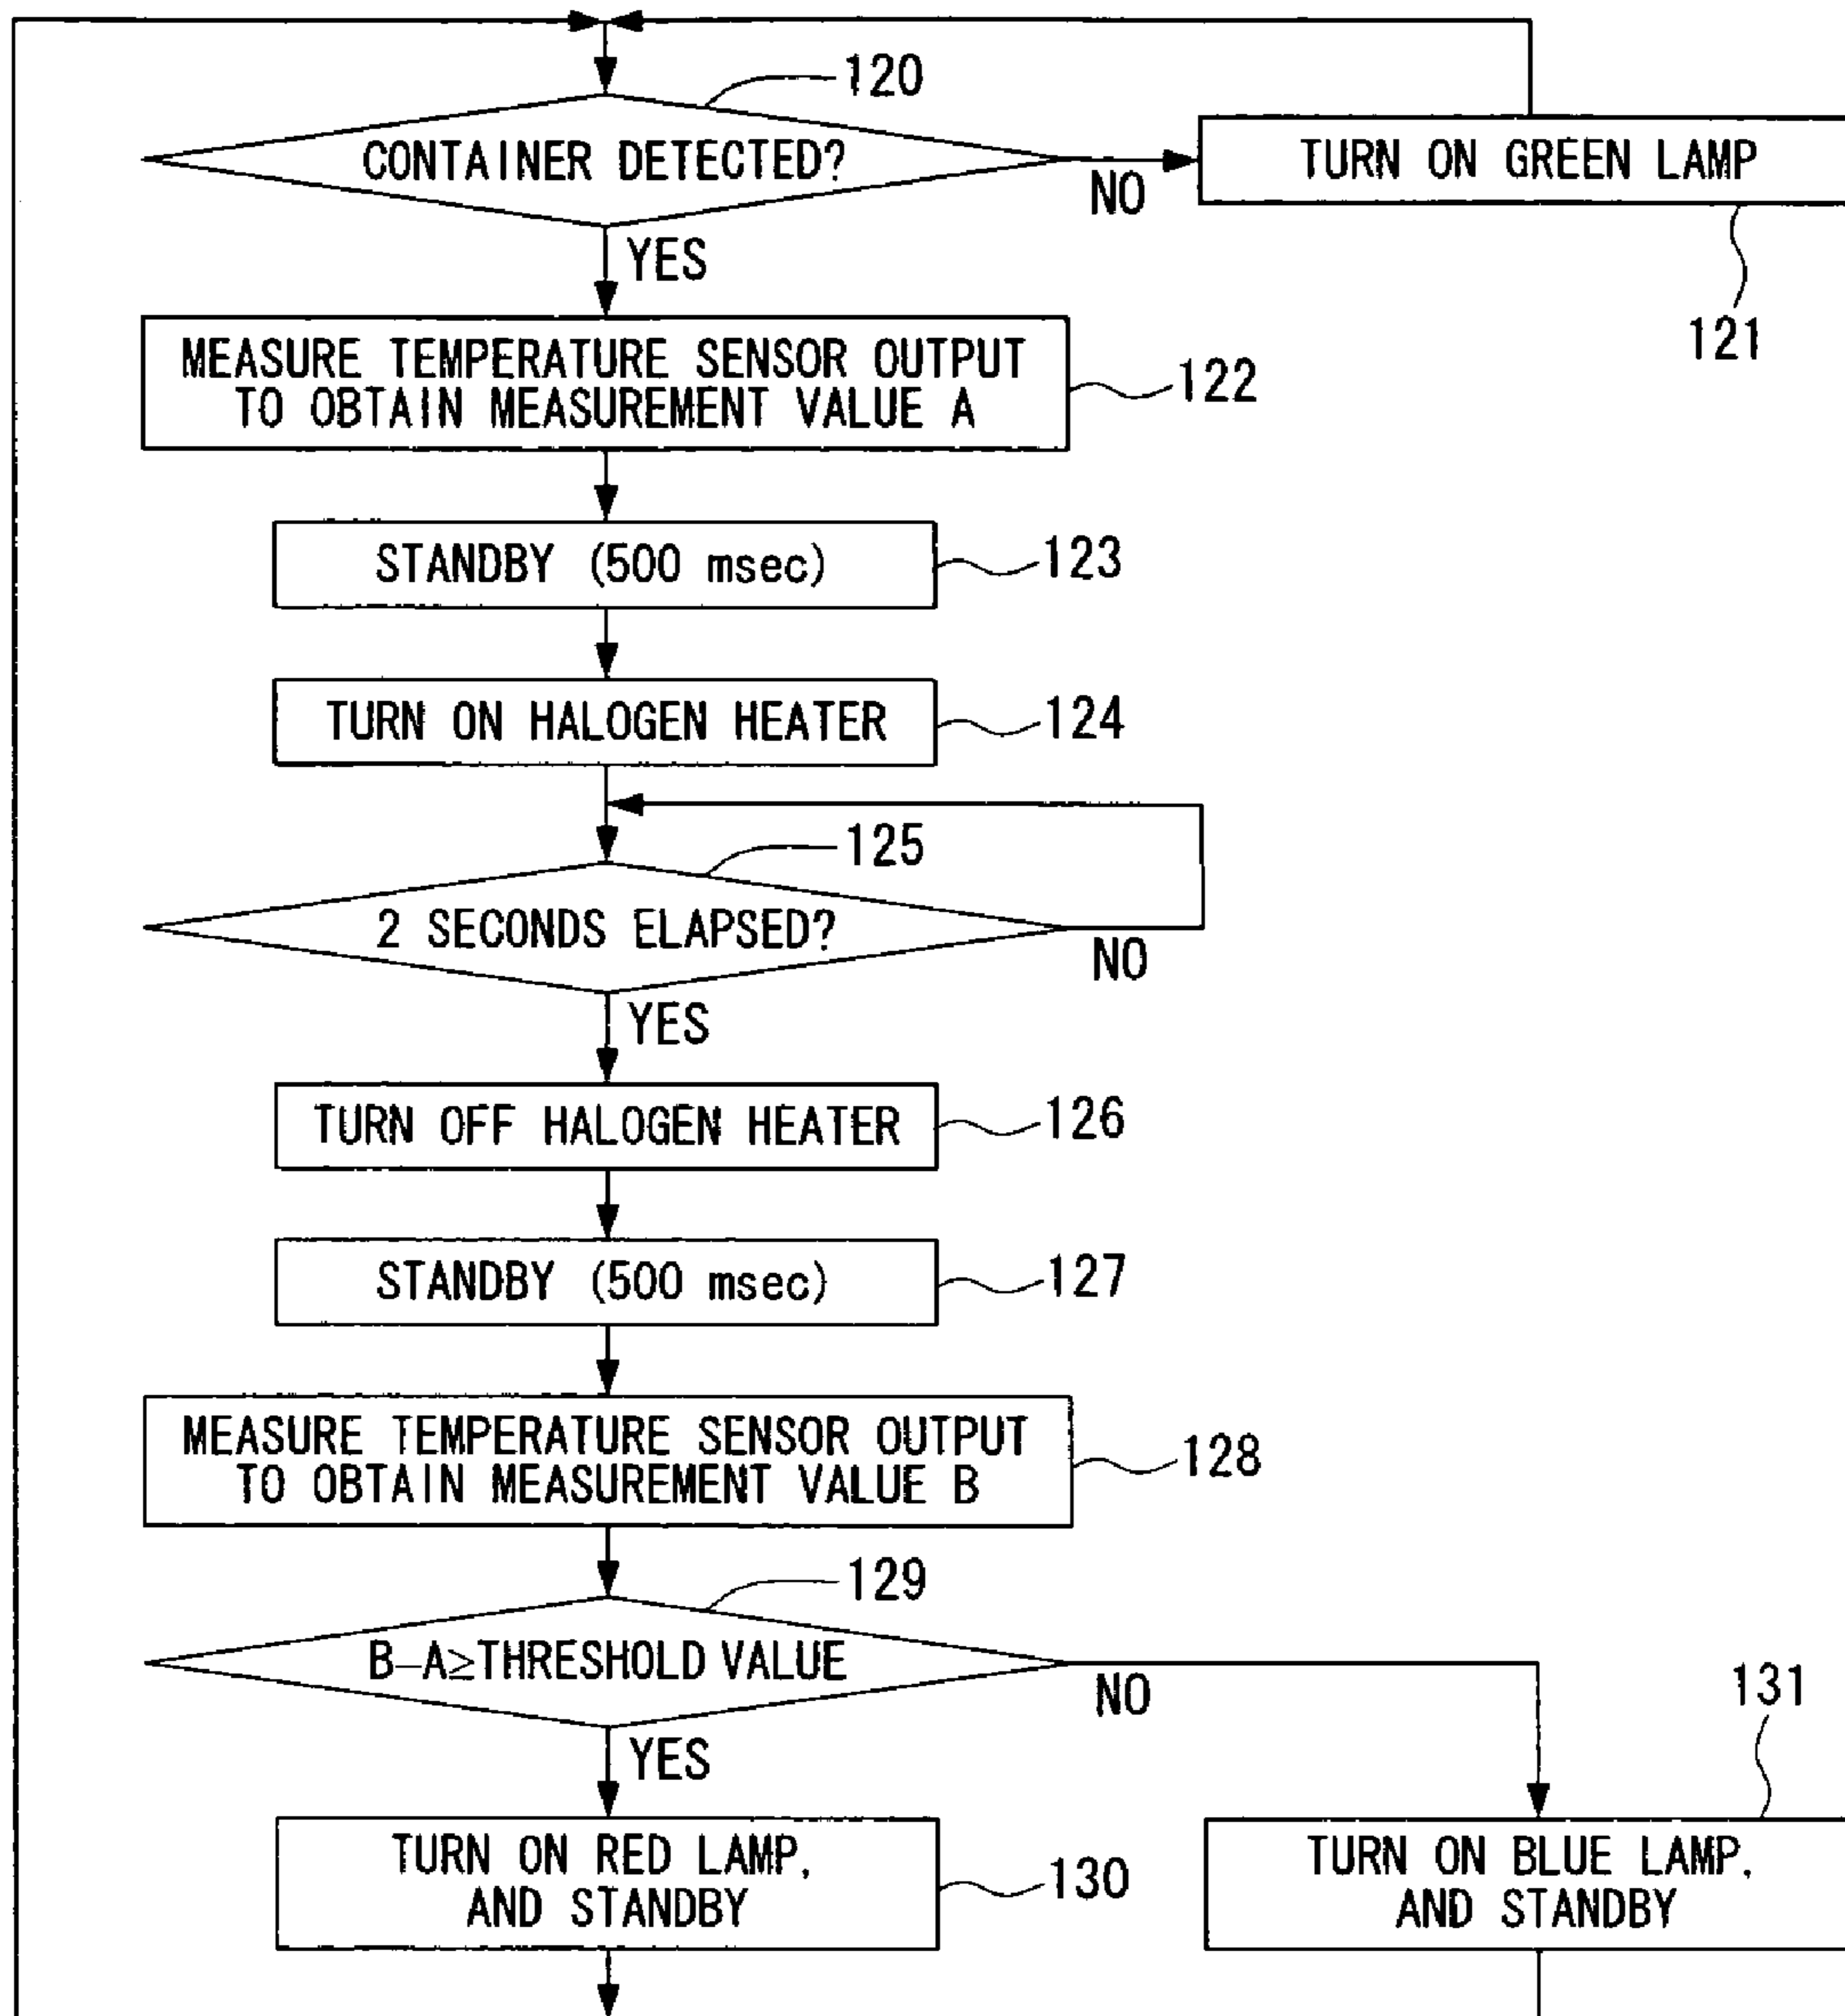 120
CONTAINER DETECTED?
NO
TURN ON GREEN LAMP
121
YES
MEASURE TEMPERATURE SENSOR OUTPUT
TO OBTAIN MEASUREMENT VALUE A
122
STANDBY (500 msec)
123
TURN ON HALOGEN HEATER
124
125
2 SECONDS ELAPSED?
NO
YES
TURN OFF HALOGEN HEATER
126
STANDBY (500 msec)
127
MEASURE TEMPERATURE SENSOR OUTPUT
TO OBTAIN MEASUREMENT VALUE B
128
129
B–A≥THRESHOLD VALUE
NO
131
YES
TURN ON RED LAMP,
AND STANDBY
130
TURN ON BLUE LAMP,
AND STANDBY